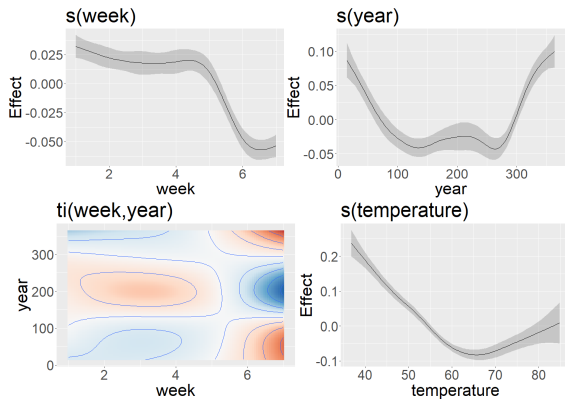 s(week)
Effect
0.025
0.000
-0.025
-0.050
2 4 6
week
s(year)
Effect
0.10
0.05
0.00
-0.05
0 100 200 300
year
ti(week,year)
year
300
200
100
0
2 4 6
week
s(temperature)
Effect
0.2
0.1
0.0
-0.1
40 50 60 70 80
temperature